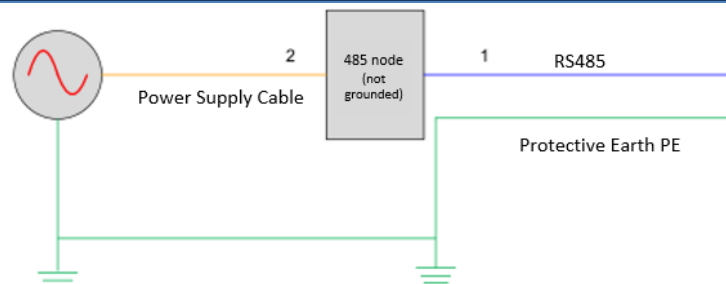 2
485 node
(not
grounded)
1
RS485
Power Supply Cable
Protective Earth PE